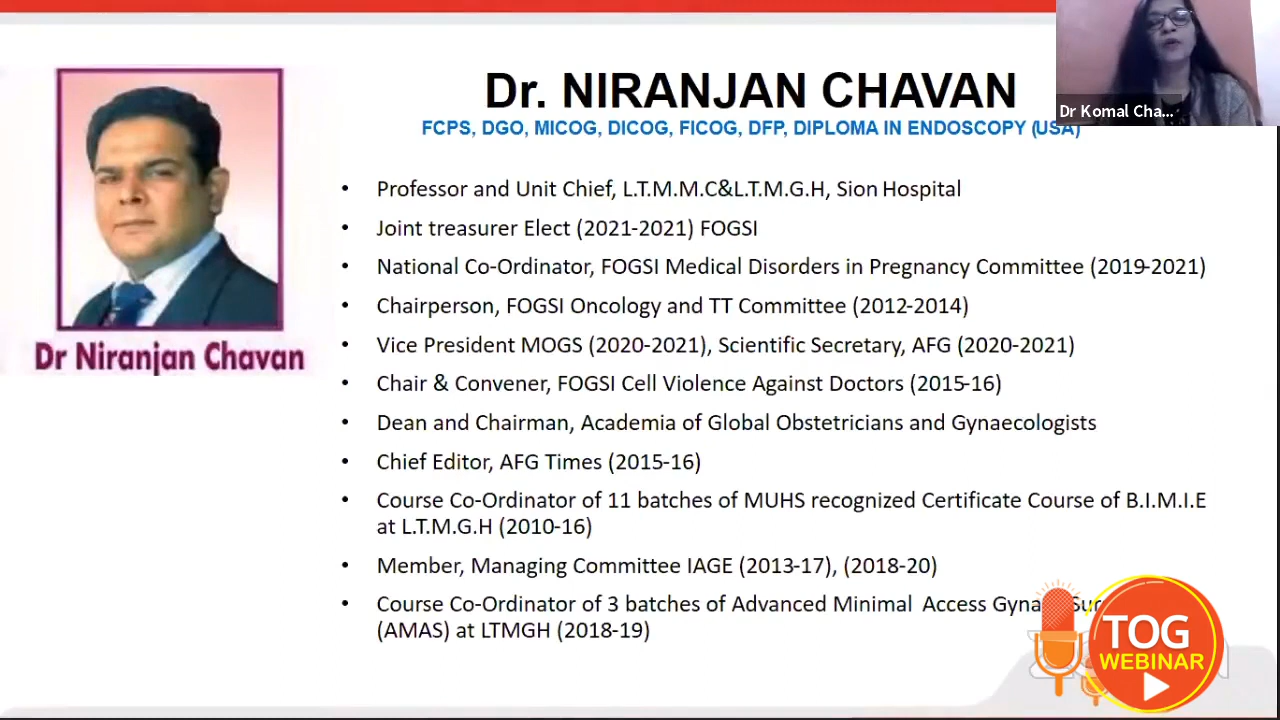 Dr. NIRANJAN CHAVAN
FCPS, DGO, MICOG, DICOG, FICOG, DFP, DIPLOMA IN ENDOSCOPY (USA)
Dr Komal Cha...
• Professor and Unit Chief, L.T.M.M.C&L.T.M.G.H, Sion Hospital
• Joint treasurer Elect (2021-2021) FOGSI
• National Co-Ordinator, FOGSI Medical Disorders in Pregnancy Committee (2019-2021)
• Chairperson, FOGSI Oncology and TT Committee (2012-2014)
• Vice President MOGS (2020-2021), Scientific Secretary, AFG (2020-2021)
Dr Niranjan Chavan
• Chair & Convener, FOGSI Cell Violence Against Doctors (2015-16)
• Dean and Chairman, Academia of Global Obstetricians and Gynaecologists
• Chief Editor, AFG Times (2015-16)
• Course Co-Ordinator of 11 batches of MUHS recognized Certificate Course of B.I.M.I.E
at L.T.M.G.H (2010-16)
• Member, Managing Committee IAGE (2013-17), (2018-20)
• Course Co-Ordinator of 3 batches of Advanced Minimal Access
(AMAS) at LTMGH (2018-19)
TOG
WEBINAR